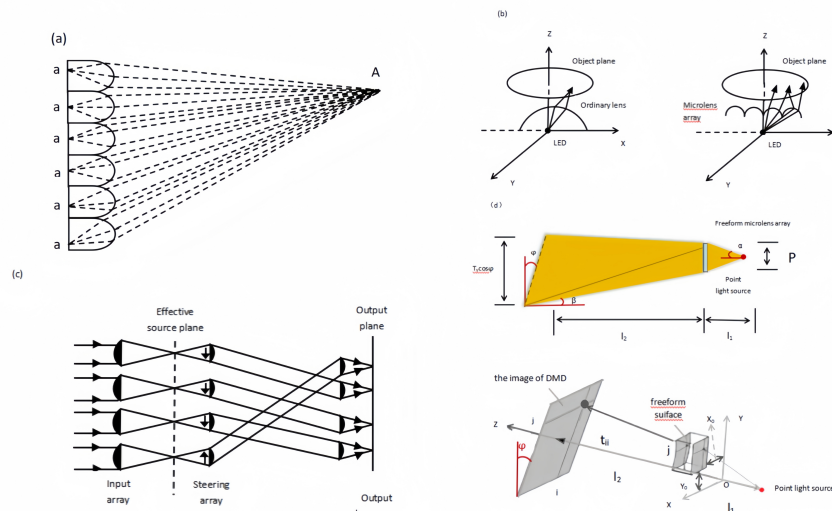 (a)
A
a
a
a
a
a
a
(b)
Z
Object plane
Ordinary lens
LED
X
Y
Z
Object plane
Microlens
array
LED
X
Y
(c)
Effective
source plane
Output
plane
Input
array
Steering
array
Output
(d)
Freeform microlens array
φ
α
P
β
Point
light source
l₂
l₁
the image of DMD
freeform
suiface
X₀
Y
Z
j
φ
i
j
l₂
Y₀
O
X
l₁
Point light source